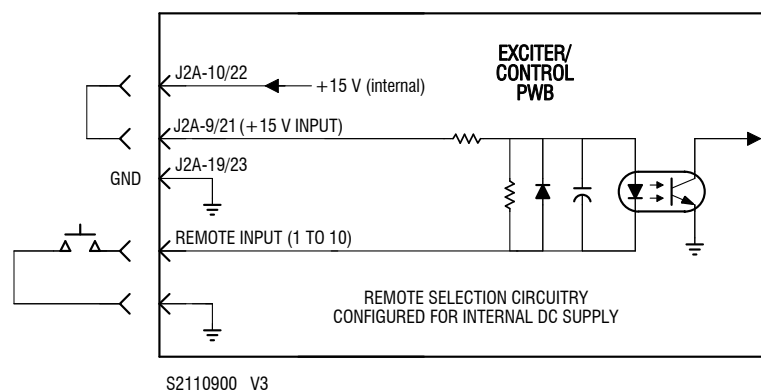 J2A-10/22
+15 V (internal)
EXCITER/
CONTROL
PWB
J2A-9/21 (+15 V INPUT)
J2A-19/23
GND
REMOTE INPUT (1 TO 10)
REMOTE SELECTION CIRCUITRY
CONFIGURED FOR INTERNAL DC SUPPLY
S2110900 V3